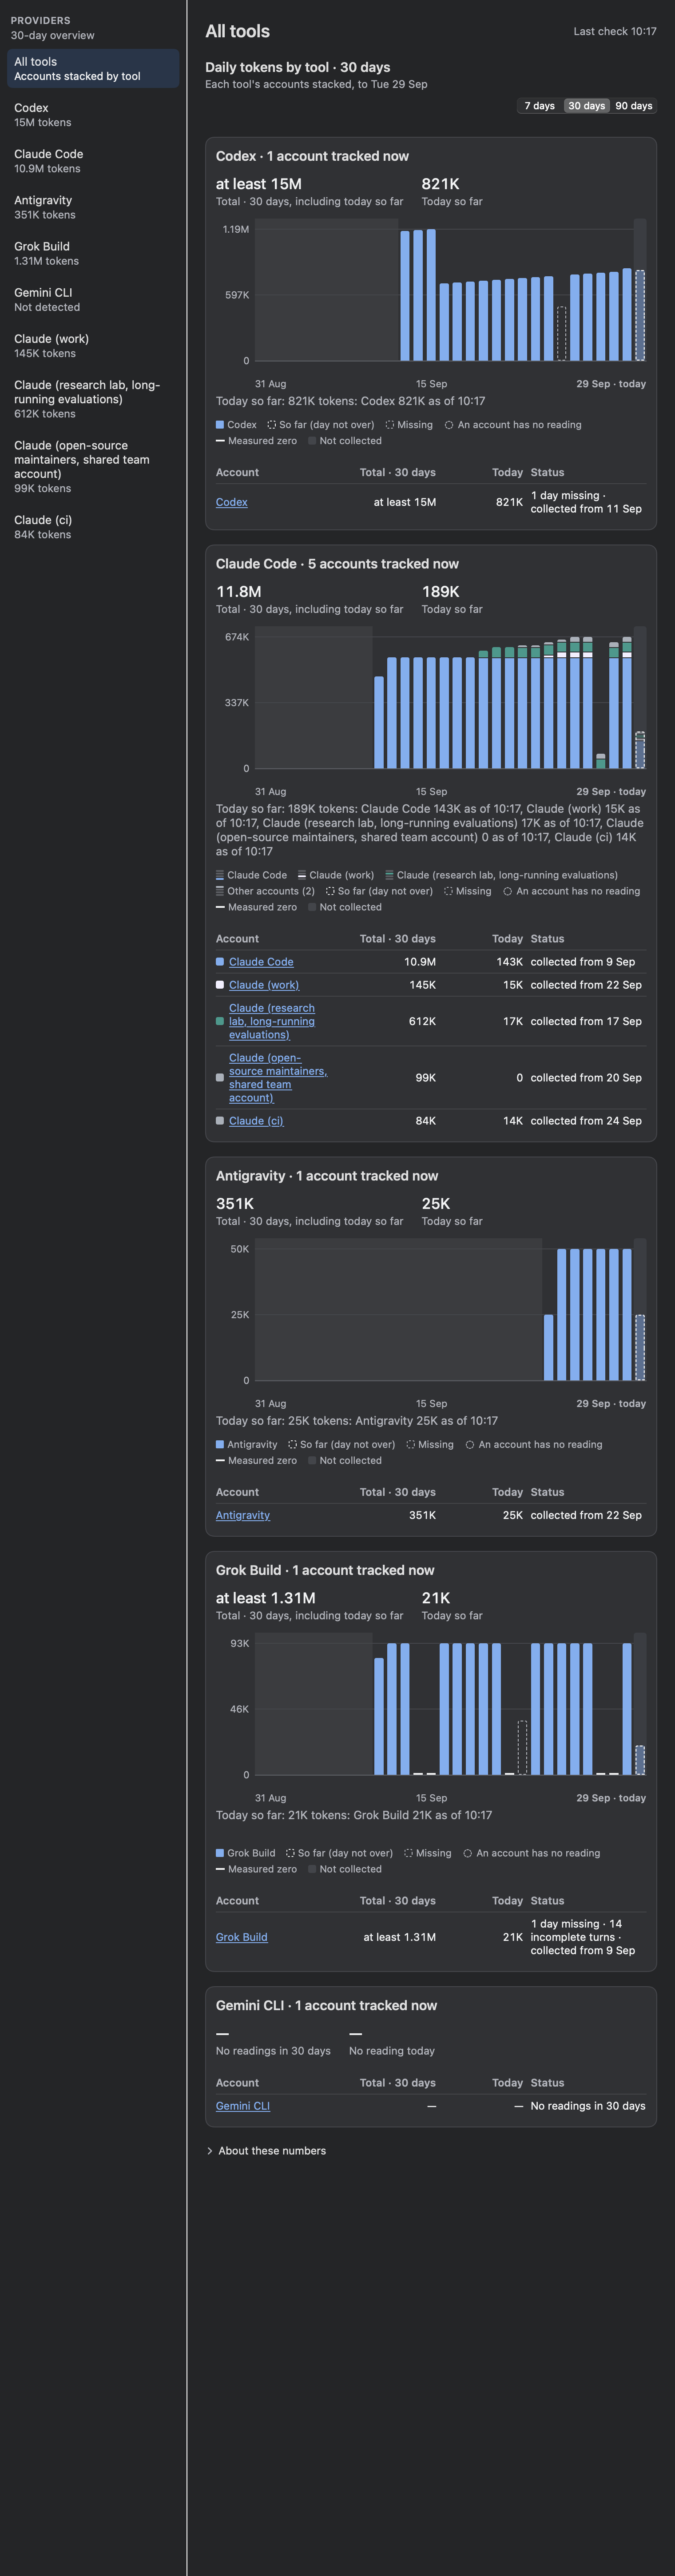 PROVIDERS
30-day overview
All tools
Accounts stacked by tool
Codex
15M tokens
Claude Code
10.9M tokens
Antigravity
351K tokens
Grok Build
1.31M tokens
Gemini CLI
Not detected
Claude (work)
145K tokens
Claude (research lab, long-
running evaluations)
612K tokens
Claude (open-source
maintainers, shared team
account)
99K tokens
Claude (ci)
84K tokens
All tools
Last check 10:17
Daily tokens by tool · 30 days
Each tool's accounts stacked, to Tue 29 Sep
7 days 30 days 90 days
Codex · 1 account tracked now
at least 15M 821K
Total · 30 days, including today so far Today so far
1.19M
597K
0
31 Aug 15 Sep 29 Sep · today
Today so far: 821K tokens: Codex 821K as of 10:17
Codex So far (day not over) Missing An account has no reading
Measured zero Not collected
Account Total · 30 days Today Status
Codex at least 15M 821K 1 day missing ·
collected from 11 Sep
Claude Code · 5 accounts tracked now
11.8M 189K
Total · 30 days, including today so far Today so far
674K
337K
0
31 Aug 15 Sep 29 Sep · today
Today so far: 189K tokens: Claude Code 143K as of 10:17, Claude (work) 15K as
of 10:17, Claude (research lab, long-running evaluations) 17K as of 10:17, Claude
(open-source maintainers, shared team account) 0 as of 10:17, Claude (ci) 14K
as of 10:17
Claude Code Claude (work) Claude (research lab, long-running evaluations)
Other accounts (2) So far (day not over) Missing An account has no reading
Measured zero Not collected
Account Total · 30 days Today Status
Claude Code 10.9M 143K collected from 9 Sep
Claude (work) 145K 15K collected from 22 Sep
Claude (research
lab, long-running
evaluations)
612K 17K collected from 17 Sep
Claude (open-
source maintainers,
shared team
account)
99K 0 collected from 20 Sep
Claude (ci) 84K 14K collected from 24 Sep
Antigravity · 1 account tracked now
351K 25K
Total · 30 days, including today so far Today so far
50K
25K
0
31 Aug 15 Sep 29 Sep · today
Today so far: 25K tokens: Antigravity 25K as of 10:17
Antigravity So far (day not over) Missing An account has no reading
Measured zero Not collected
Account Total · 30 days Today Status
Antigravity 351K 25K collected from 22 Sep
Grok Build · 1 account tracked now
at least 1.31M 21K
Total · 30 days, including today so far Today so far
93K
46K
0
31 Aug 15 Sep 29 Sep · today
Today so far: 21K tokens: Grok Build 21K as of 10:17
Grok Build So far (day not over) Missing An account has no reading
Measured zero Not collected
Account Total · 30 days Today Status
Grok Build at least 1.31M 21K 1 day missing · 14
incomplete turns ·
collected from 9 Sep
Gemini CLI · 1 account tracked now
— —
No readings in 30 days No reading today
Account Total · 30 days Today Status
Gemini CLI — — No readings in 30 days
About these numbers